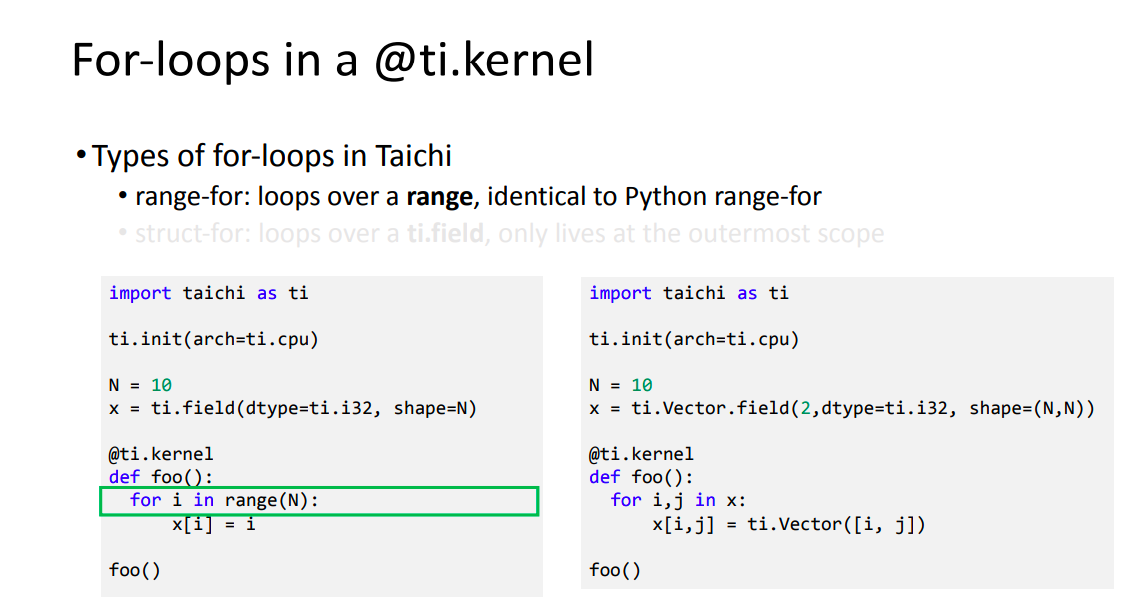 For-loops in a @ti.kernel
• Types of for-loops in Taichi
• range-for: loops over a range, identical to Python range-for
• struct-for: loops over a ti.field, only lives at the outermost scope
import taichi as ti
ti.init(arch=ti.cpu)
N = 10
x = ti.field(dtype=ti.i32, shape=N)
@ti.kernel
def foo():
  for i in range(N):
      x[i] = i
foo()
import taichi as ti
ti.init(arch=ti.cpu)
N = 10
x = ti.Vector.field(2,dtype=ti.i32, shape=(N,N))
@ti.kernel
def foo():
  for i,j in x:
      x[i,j] = ti.Vector([i, j])
foo()